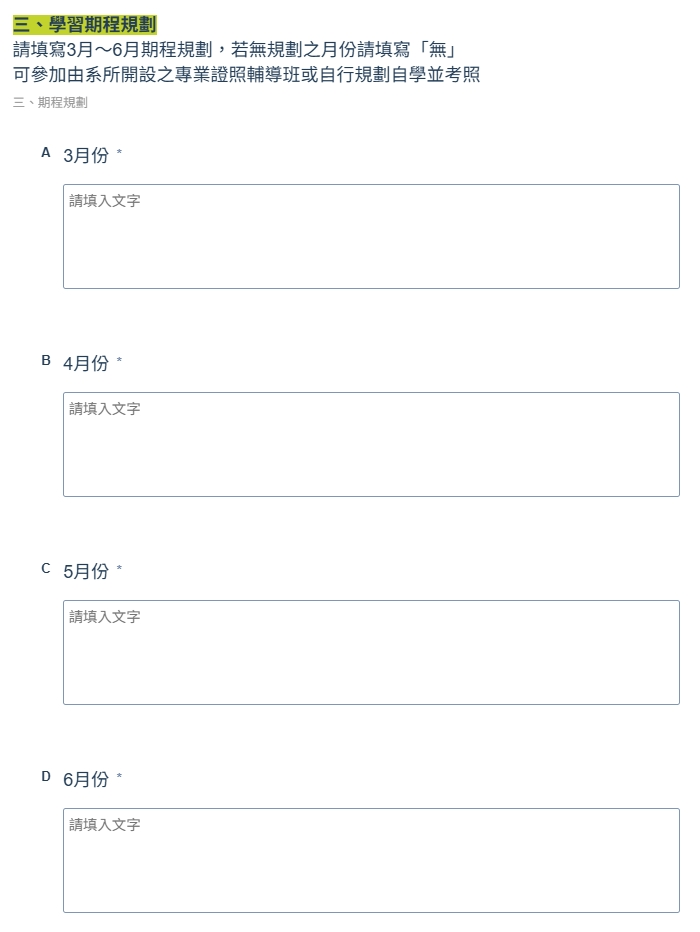 三、學習期程規劃
請填寫3月～6月期程規劃，若無規劃之月份請填寫「無」
可參加由系所開設之專業證照輔導班或自行規劃自學並考照
三、期程規劃
A 3月份 *
請填入文字
B 4月份 *
請填入文字
C 5月份 *
請填入文字
D 6月份 *
請填入文字